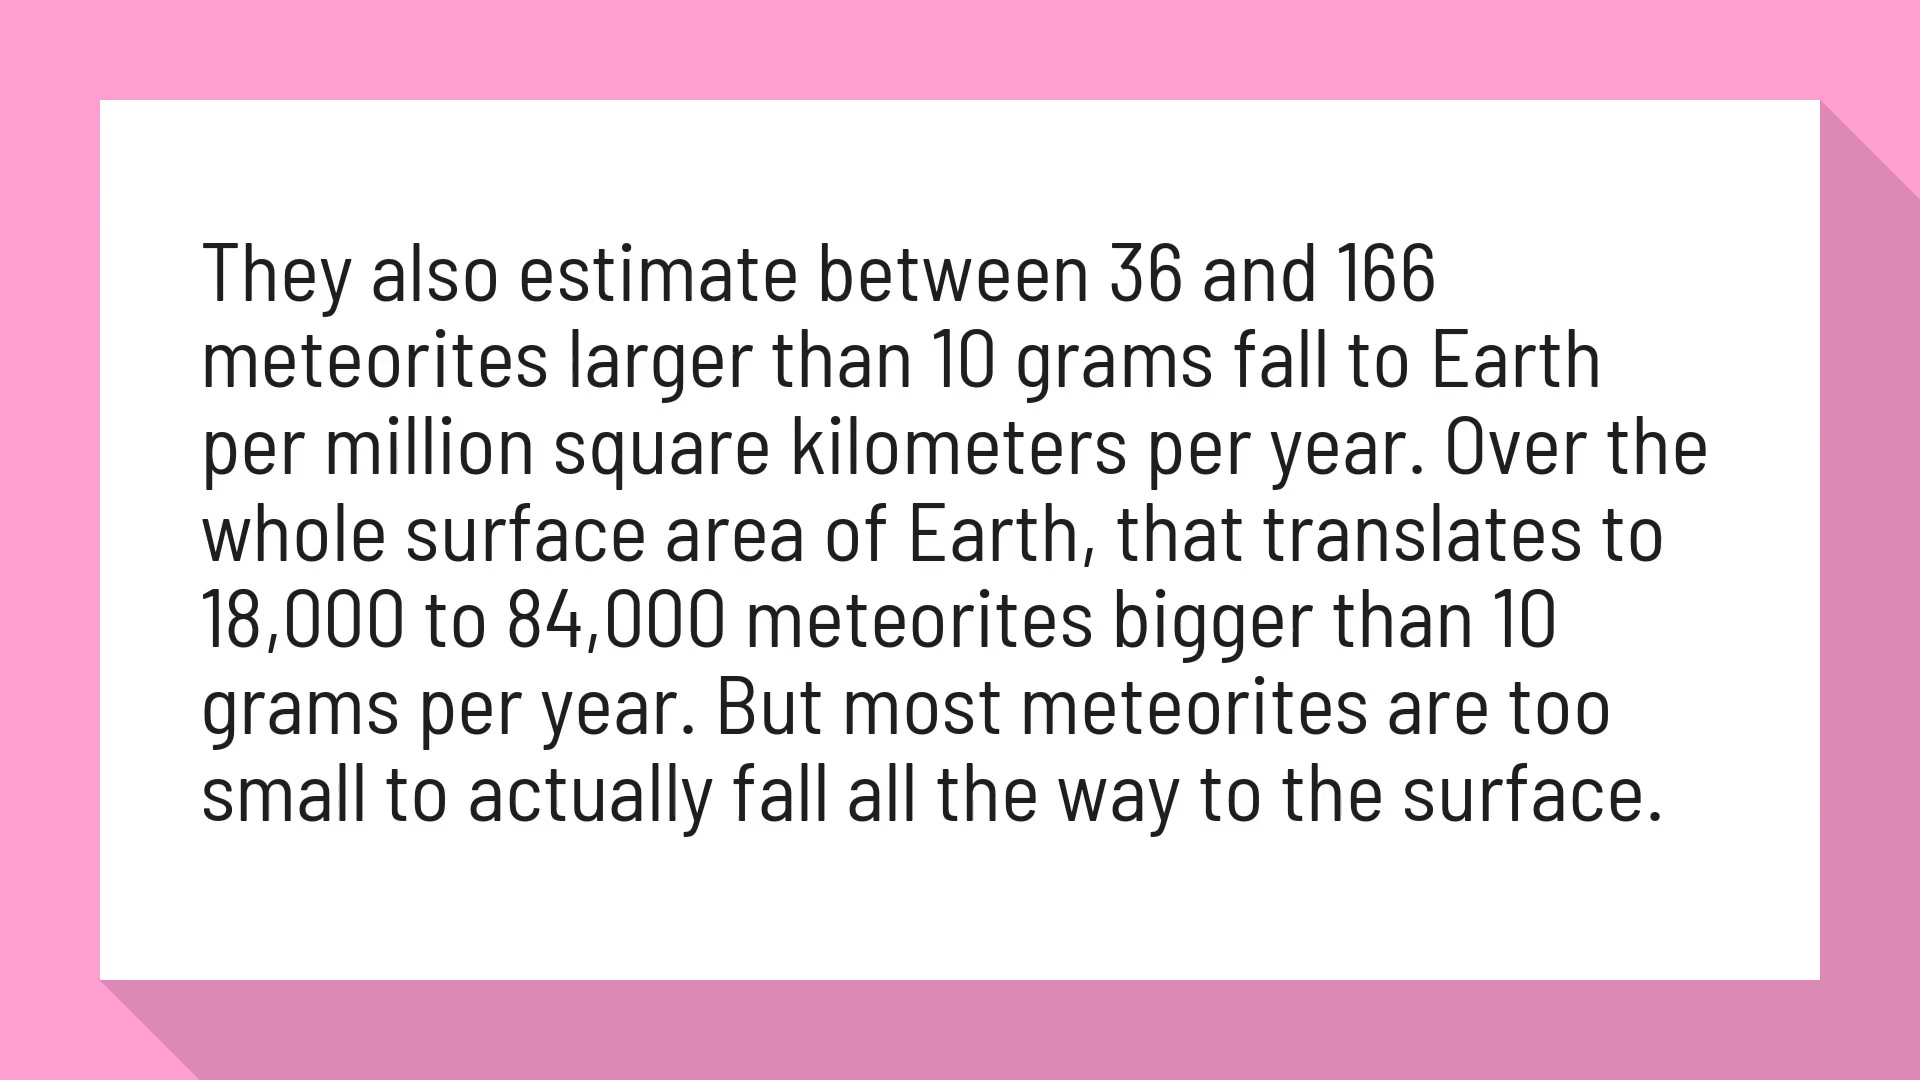 They also estimate between 36 and 166
meteorites larger than 10 grams fall to Earth
per million square kilometers per year. Over the
whole surface area of Earth, that translates to
18,000 to 84,000 meteorites bigger than 10
grams per year. But most meteorites are too
small to actually fall all the way to the surface.